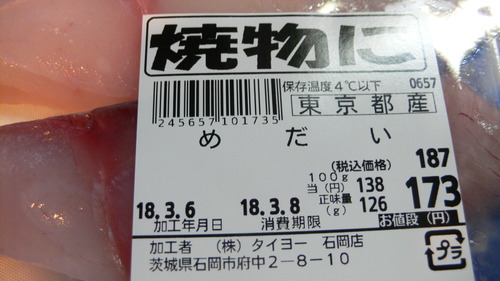 焼物に
保存温度4℃以下 0657
245657101735
東京都産
めだい
(税込価格) 187
100g当(円) 138
正味量(g) 126
173
お値段(円)
18.3.6 18.3.8
加工年月日 消費期限
加工者 (株)タイヨー 石岡店
茨城県石岡市府中2-8-10
プラ